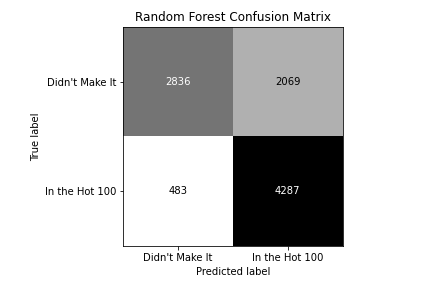 Random Forest Confusion Matrix
True label
Didn't Make It
2836
2069
In the Hot 100
483
4287
Didn't Make It
In the Hot 100
Predicted label